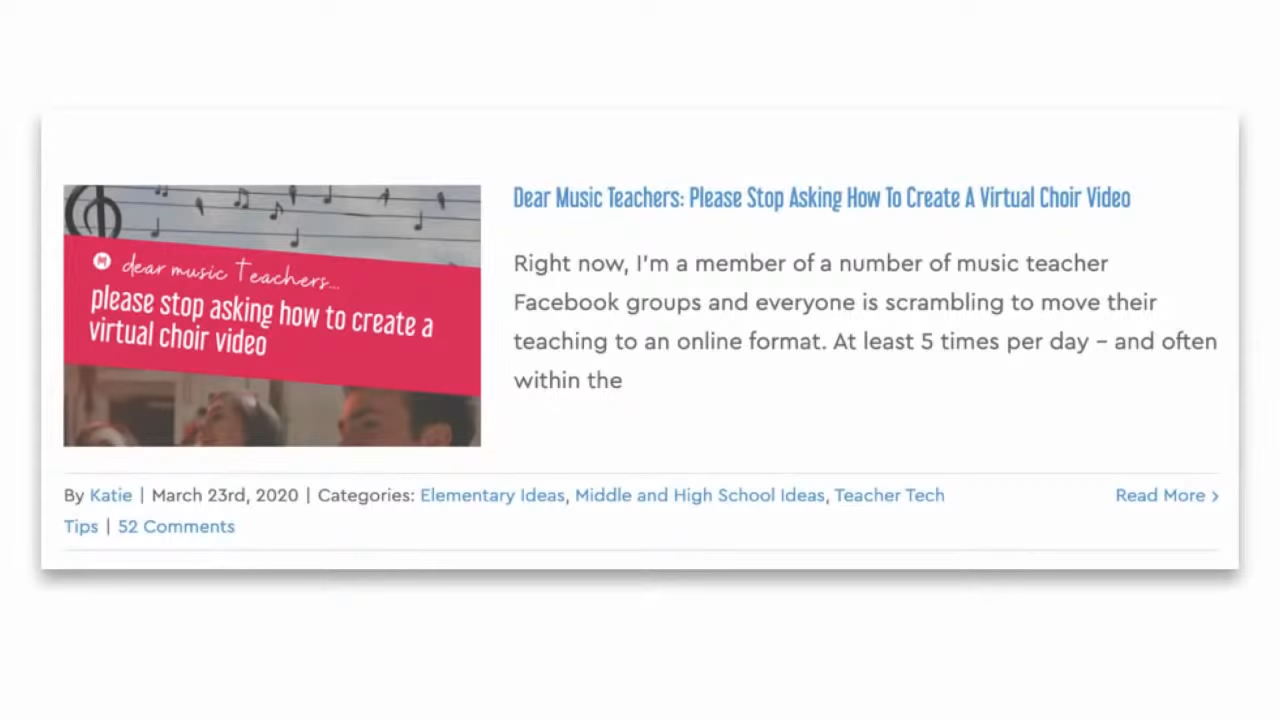 M dear music Teachers...
please stop asking how to create a
virtual choir video
Dear Music Teachers: Please Stop Asking How To Create A Virtual Choir Video
Right now, I'm a member of a number of music teacher
Facebook groups and everyone is scrambling to move their
teaching to an online format. At least 5 times per day – and often
within the
By Katie | March 23rd, 2020 | Categories: Elementary Ideas, Middle and High School Ideas, Teacher Tech
Tips | 52 Comments
Read More ›